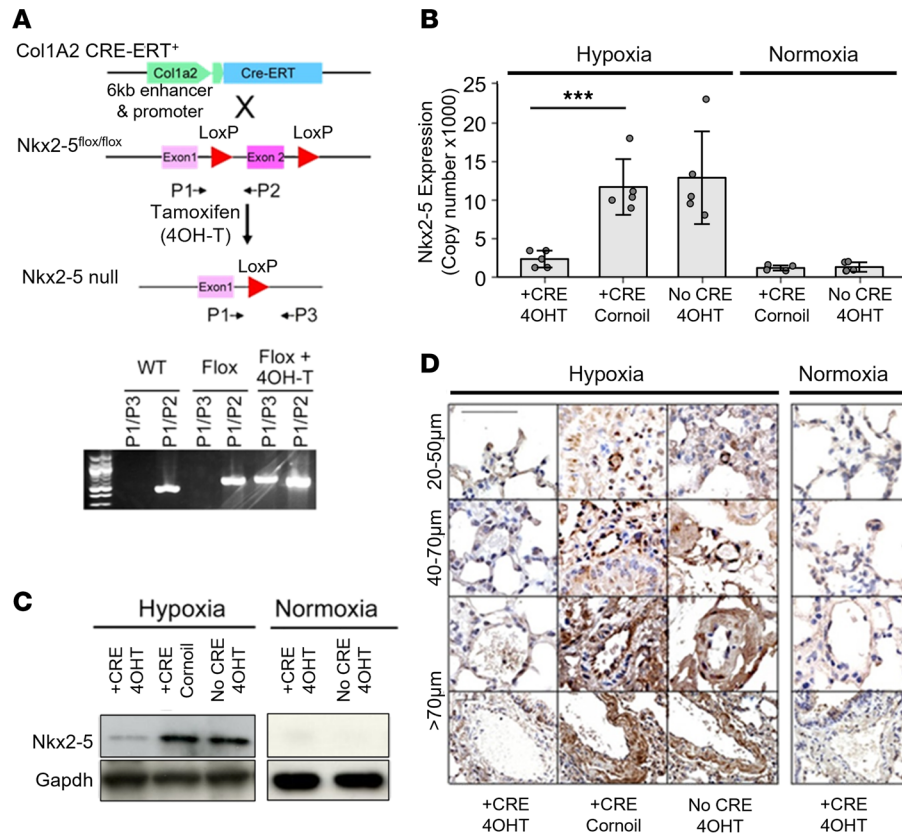 A
Col1A2 CRE-ERT+
Col1a2
Cre-ERT
6kb enhancer
& promoter
X
LoxP
LoxP
Nkx2-5flox/flox
Exon1
Exon 2
P1
P2
Tamoxifen
(4OH-T)
Nkx2-5 null
LoxP
Exon1
P1
P3
WT
Flox
Flox +
4OH-T
P1/P3
P1/P2
P1/P3
P1/P2
P1/P3
P1/P2
B
Hypoxia
Normoxia
Nkx2-5 Expression
(Copy number x1000)
25
20
15
10
5
0
***
+CRE
4OHT
+CRE
Cornoil
No CRE
4OHT
+CRE
Cornoil
No CRE
4OHT
C
Hypoxia
Normoxia
+CRE
4OHT
+CRE
Cornoil
No CRE
4OHT
+CRE
4OHT
No CRE
4OHT
Nkx2-5
Gapdh
D
Hypoxia
Normoxia
20-50µm
40-70µm
>70µm
+CRE
4OHT
+CRE
Cornoil
No CRE
4OHT
+CRE
4OHT